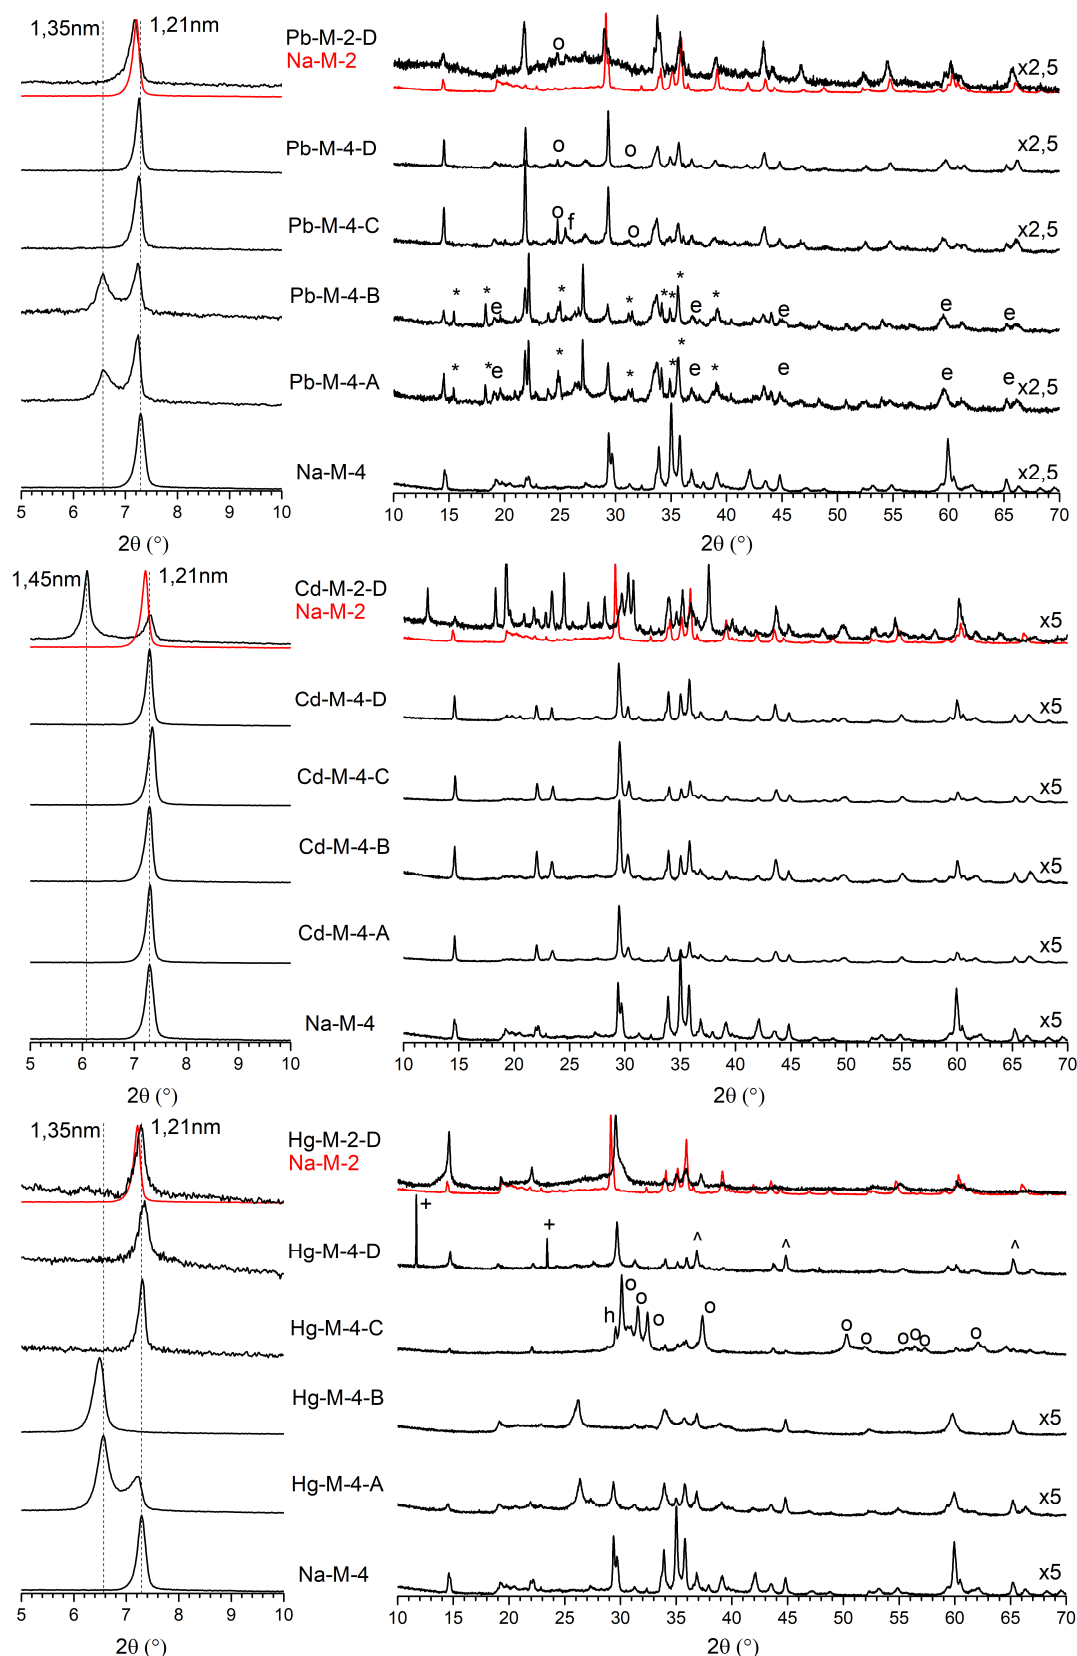 1,35nm 1,21nm
Pb-M-2-D
Na-M-2
o
x2,5
Pb-M-4-D
o o
x2,5
Pb-M-4-C
o f o
x2,5
Pb-M-4-B
* * e * * * * * e * e e e
Pb-M-4-A
* * e * * * * e * e e e
x2,5
Na-M-4
x2,5
5 6 7 8 9 10
10 15 20 25 30 35 40 45 50 55 60 65 70
2θ (°) 2θ (°)
1,45nm 1,21nm
Cd-M-2-D
Na-M-2
x5
Cd-M-4-D
x5
Cd-M-4-C
x5
Cd-M-4-B
x5
Cd-M-4-A
x5
Na-M-4
x5
5 6 7 8 9 10
10 15 20 25 30 35 40 45 50 55 60 65 70
2θ (°) 2θ (°)
1,35nm 1,21nm
Hg-M-2-D
Na-M-2
+ +
Hg-M-4-D
^ ^ ^
Hg-M-4-C
h o o o o o o o o o o
Hg-M-4-B
x5
Hg-M-4-A
x5
Na-M-4
x5
5 6 7 8 9 10
10 15 20 25 30 35 40 45 50 55 60 65 70
2θ (°) 2θ (°)